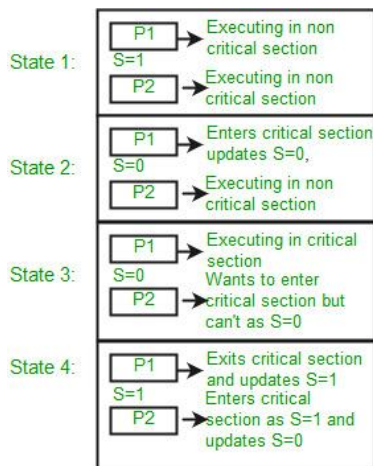 State 1:
P1
Executing in non
critical section
S=1
P2
Executing in non
critical section
State 2:
P1
Enters critical section
updates S=0,
S=0
P2
Executing in non
critical section
State 3:
P1
Executing in critical
section
S=0
P2
Wants to enter
critical section but
can't as S=0
State 4:
P1
Exits critical section
and updates S=1
S=1
P2
Enters critical
section as S=1 and
updates S=0